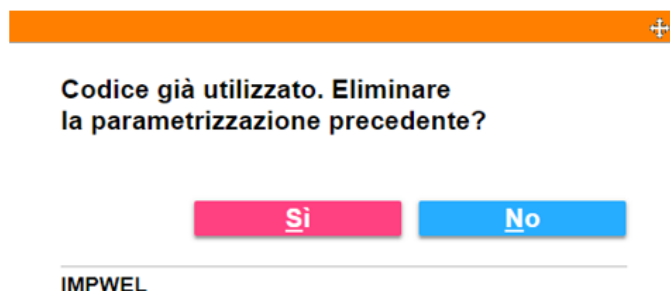 Codice già utilizzato. Eliminare
la parametrizzazione precedente?
Sì No
IMPWEL